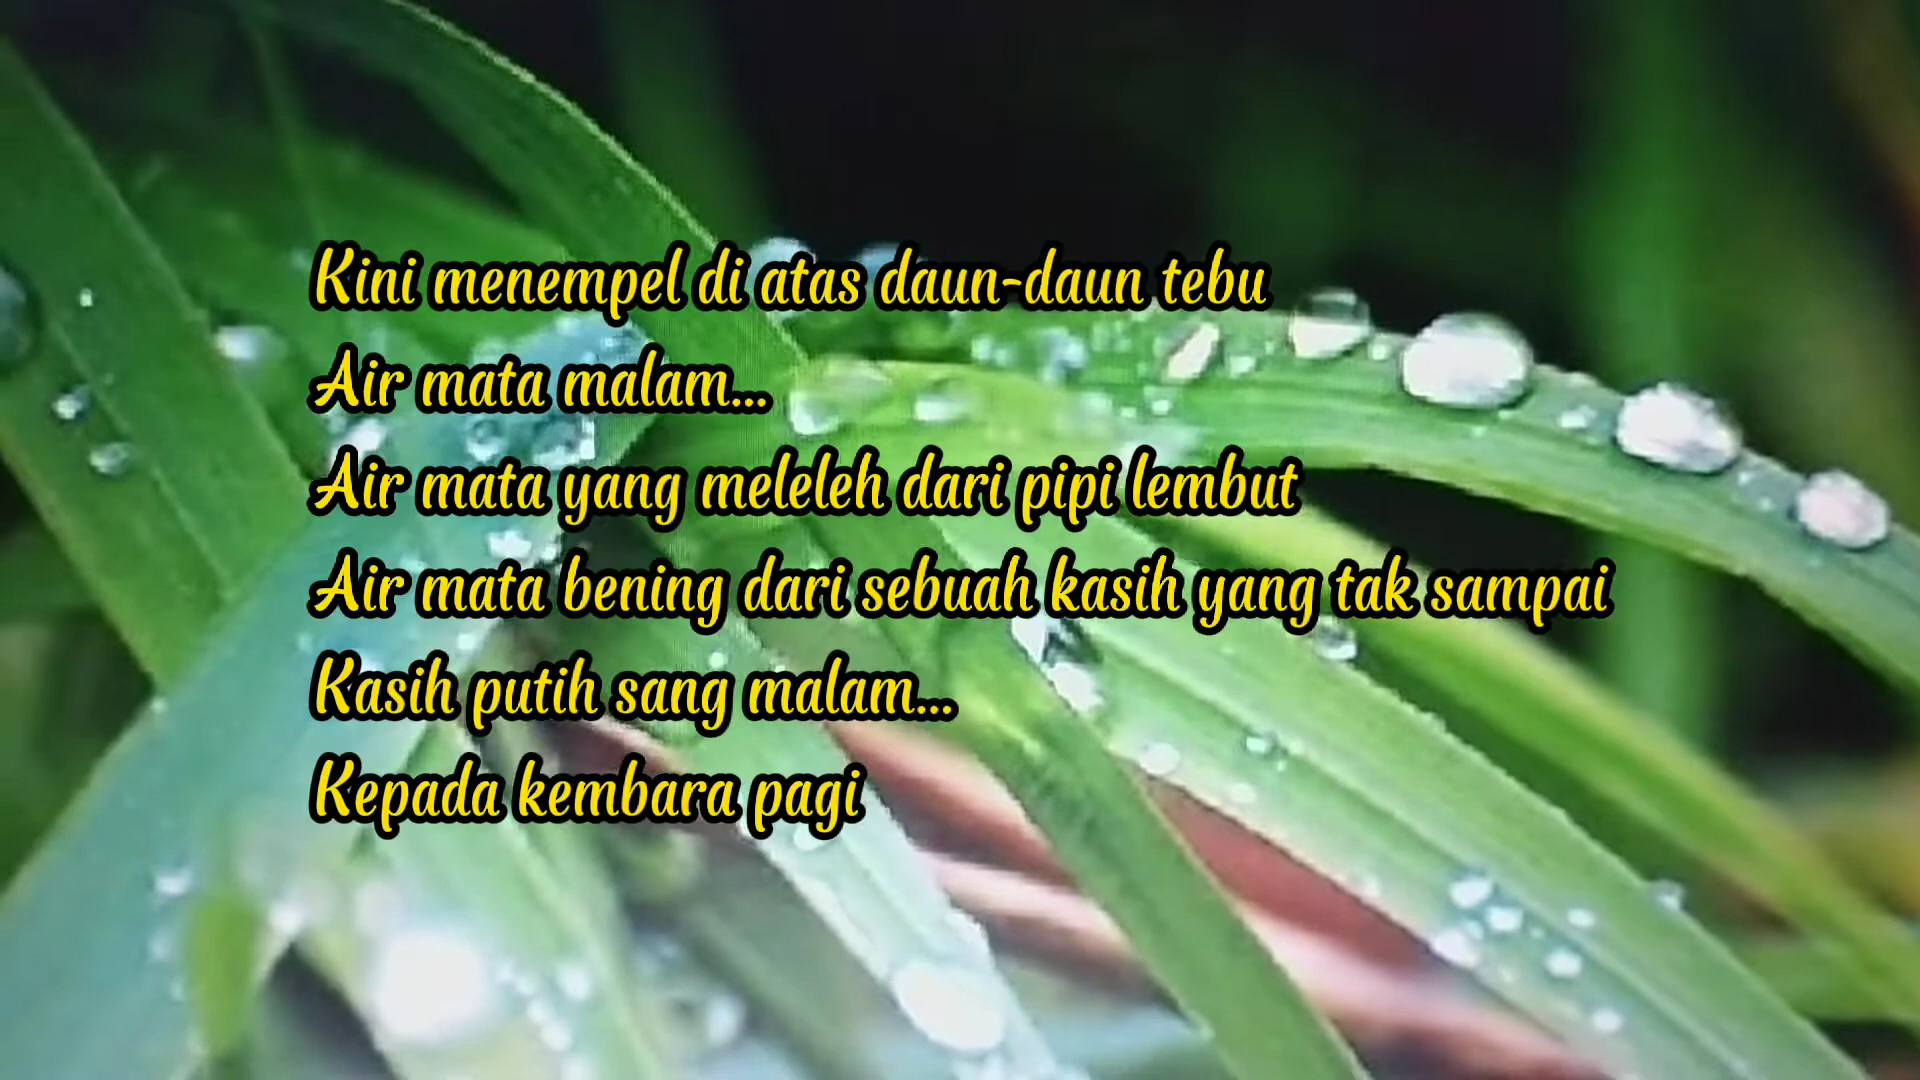 Kini menempel di atas daun-daun tebu
Air mata malam...
Air mata yang meleleh dari pipi lembut
Air mata bening dari sebuah kasih yang tak sampai
Kasih putih sang malam...
Kepada kembara pagi